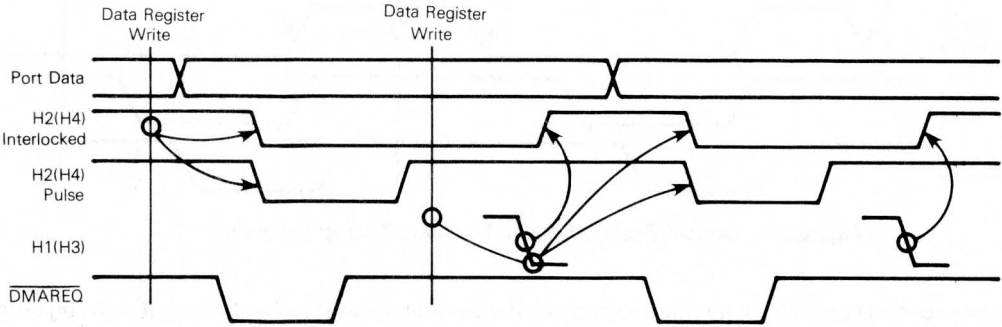 Data Register
Write
Data Register
Write
Port Data
H2(H4)
Interlocked
H2(H4)
Pulse
H1(H3)
DMAREQ